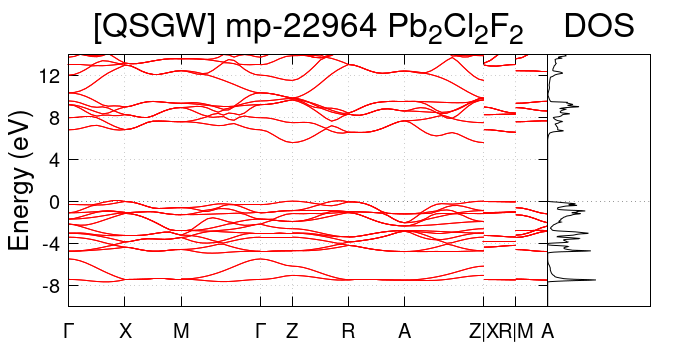 [QSGW] mp-22964 Pb₂Cl₂F₂ DOS
Energy (eV)
12
8
4
0
-4
-8
Γ X M Γ Z R A Z|XR|M A